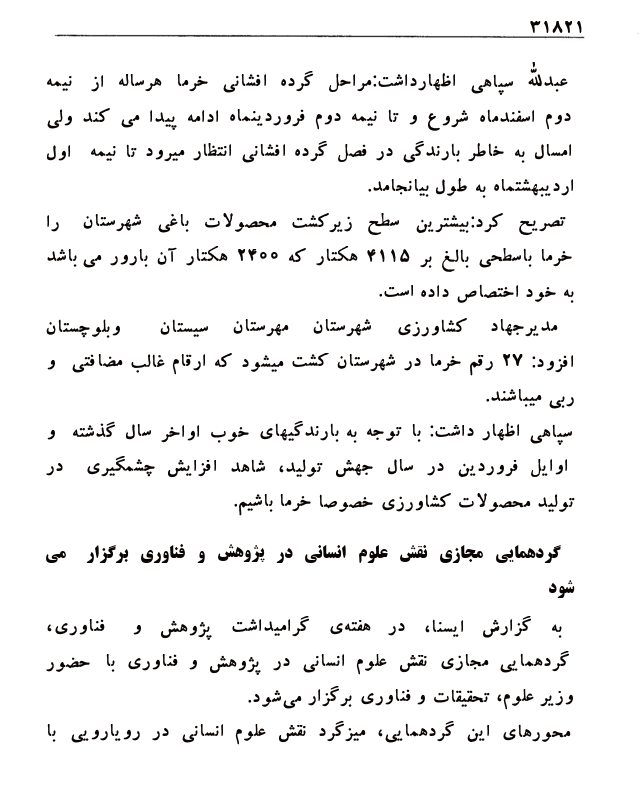 ۳۱۸۲۱
عبدالله سپاهی اظهارداشت:مراحل گرده افشانی خرما هرساله از نیمه
دوم اسفندماه شروع و تا نیمه دوم فروردینماه ادامه پیدا می کند ولی
امسال به خاطر بارندگی در فصل گرده افشانی انتظار میرود تا نیمه اول
اردیبهشتماه به طول بیانجامد.
تصریح کرد:بیشترین سطح زیرکشت محصولات باغی شهرستان را
خرما باسطحی بالغ بر ۴۱۱۵ هکتار که ۲۴۰۰ هکتار آن بارور می باشد
به خود اختصاص داده است.
مدیرجهاد کشاورزی شهرستان مهرستان سیستان وبلوچستان
افزود: ۲۷ رقم خرما در شهرستان کشت میشود که ارقام غالب مضافتی و
ربی میباشند.
سپاهی اظهار داشت: با توجه به بارندگیهای خوب اواخر سال گذشته و
اوایل فروردین در سال جهش تولید، شاهد افزایش چشمگیری در
تولید محصولات کشاورزی خصوصا خرما باشیم.
گردهمایی مجازی نقش علوم انسانی در پژوهش و فناوری برگزار می
شود
به گزارش ایسنا، در هفته‌ی گرامیداشت پژوهش و فناوری،
گردهمایی مجازی نقش علوم انسانی در پژوهش و فناوری با حضور
وزیر علوم، تحقیقات و فناوری برگزار می‌شود.
محورهای این گردهمایی، میزگرد نقش علوم انسانی در رویارویی با